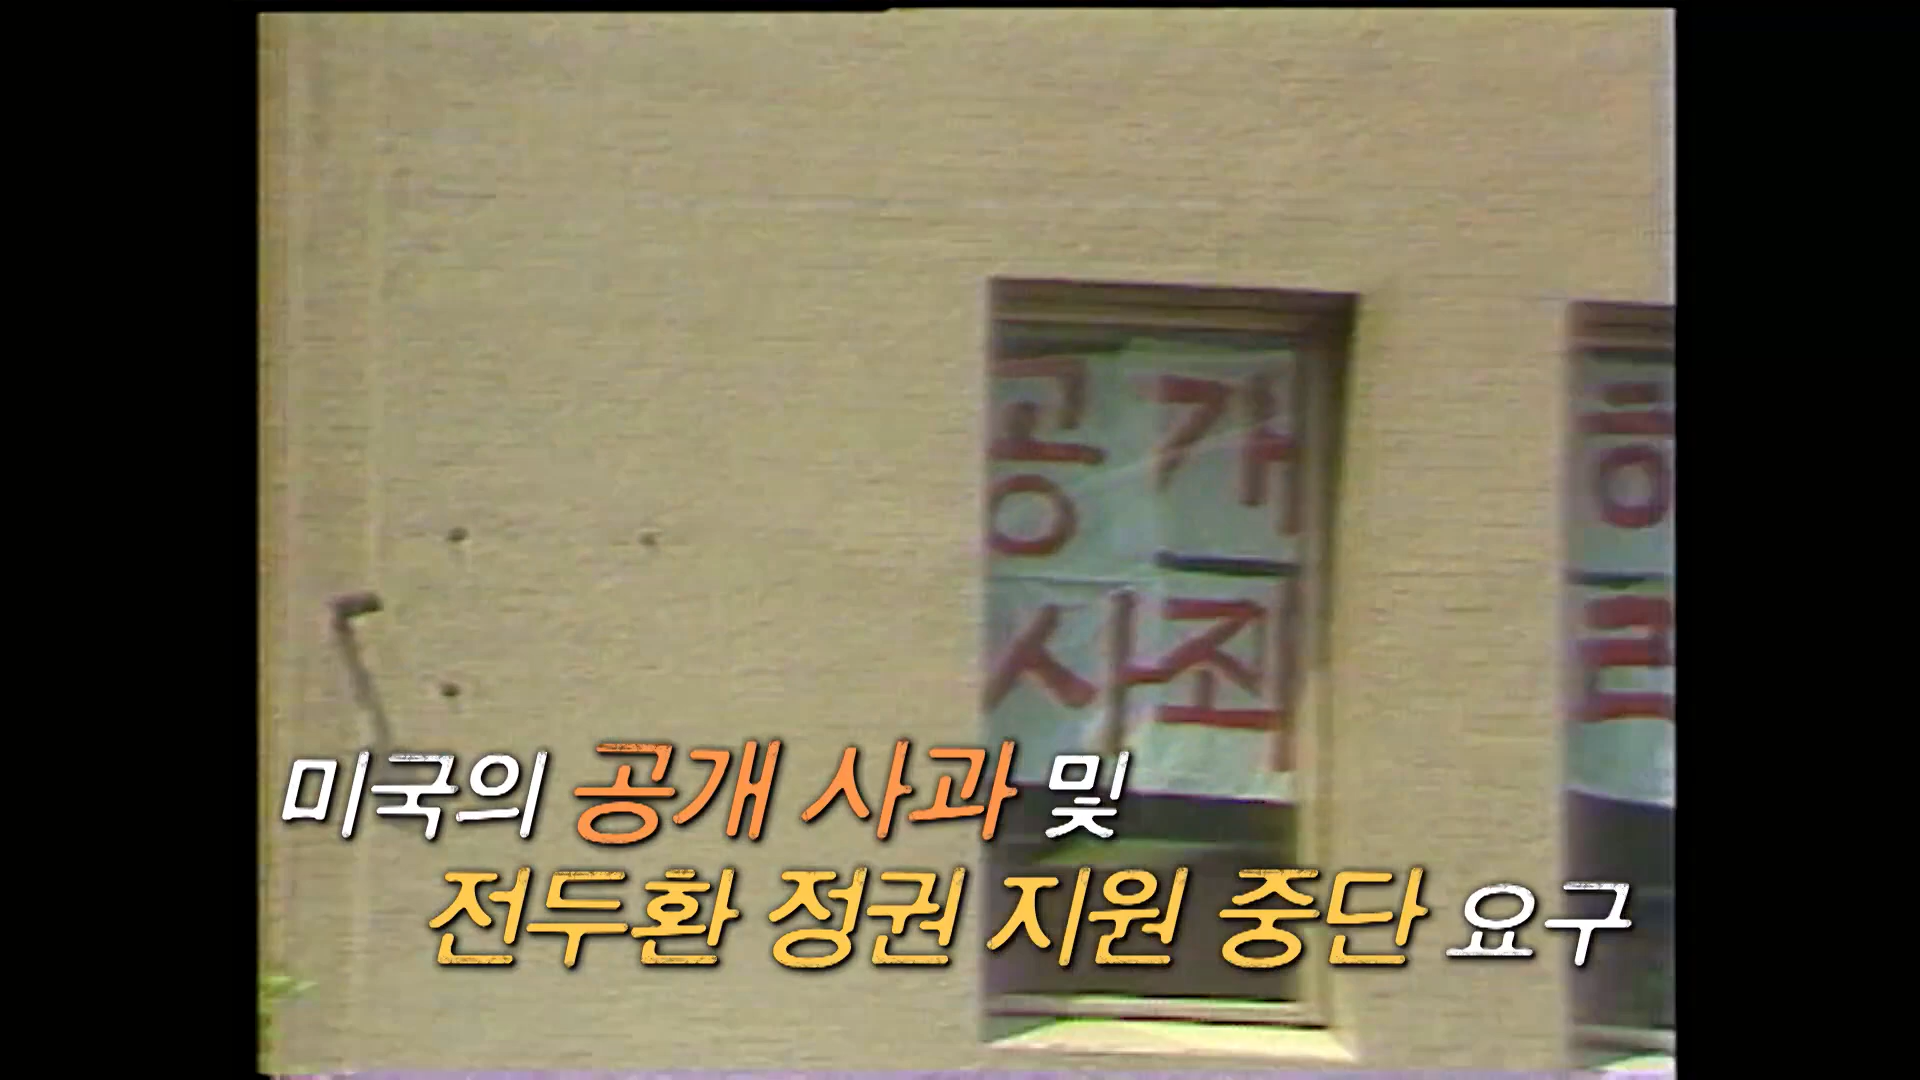 공개
사죄
미국의 공개 사과 및
전두환 정권 지원 중단 요구